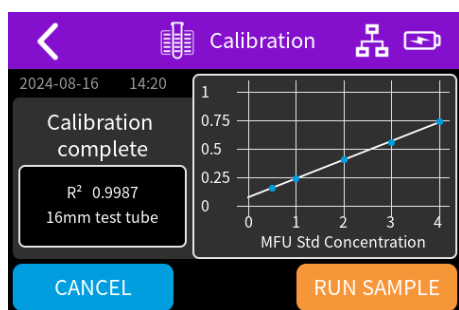 Calibration
2024-08-16 14:20
Calibration
complete
R² 0.9987
16mm test tube
1
0.75
0.5
0.25
0
0 1 2 3 4
MFU Std Concentration
CANCEL
RUN SAMPLE